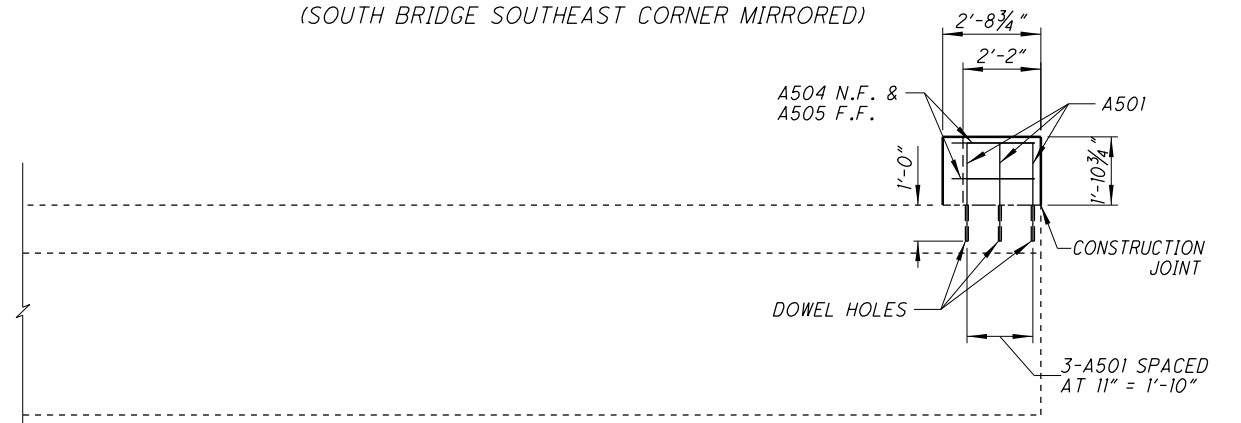 (SOUTH BRIDGE SOUTHEAST CORNER MIRRORED)
2'-8¾"
2'-2"
A504 N.F. &
A505 F.F.
A501
1'-0"
1'-10¾"
CONSTRUCTION
JOINT
DOWEL HOLES
3-A501 SPACED
AT 11" = 1'-10"